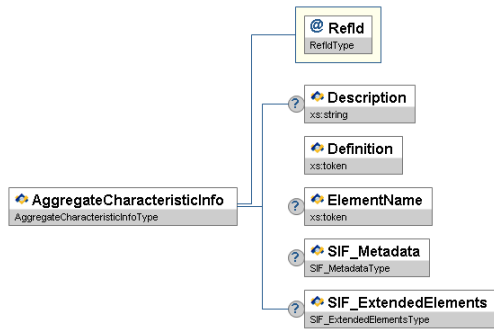 @ RefId
RefIdType
? Description
xs:string
Definition
xs:token
AggregateCharacteristicInfo
AggregateCharacteristicInfoType
? ElementName
xs:token
? SIF_Metadata
SIF_MetadataType
? SIF_ExtendedElements
SIF_ExtendedElementsType